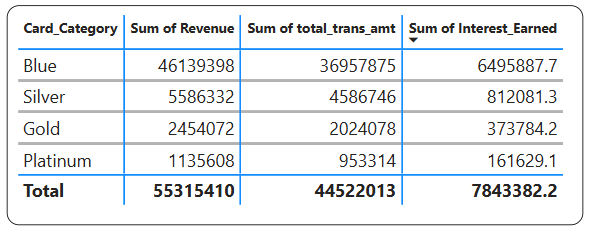 Card_Category Sum of Revenue Sum of total_trans_amt Sum of Interest_Earned
Blue 46139398 36957875 6495887.7
Silver 5586332 4586746 812081.3
Gold 2454072 2024078 373784.2
Platinum 1135608 953314 161629.1
Total 55315410 44522013 7843382.2